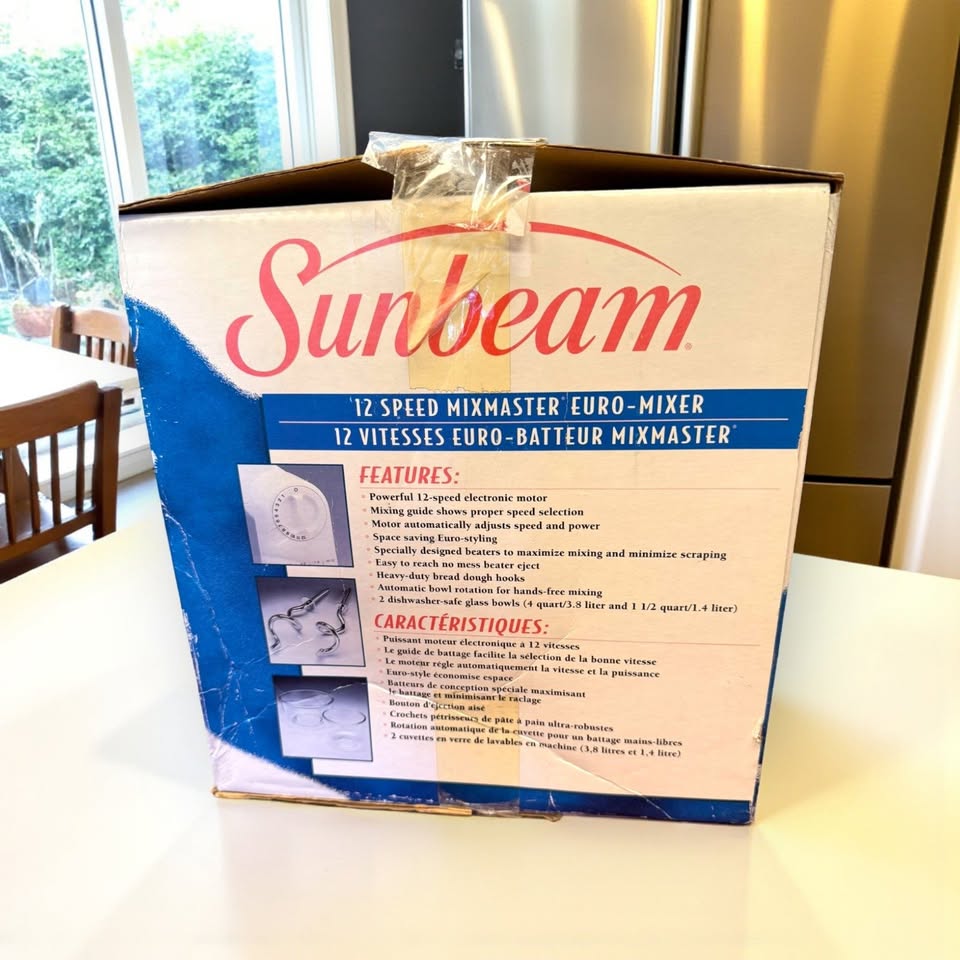 Sunbeam®
12 SPEED MIXMASTER® EURO-MIXER
12 VITESSES EURO-BATTEUR MIXMASTER®
FEATURES:
• Powerful 12-speed electronic motor
• Mixing guide shows proper speed selection
• Motor automatically adjusts speed and power
• Space saving Euro-styling
• Specially designed beaters to maximize mixing and minimize scraping
• Easy to reach no mess beater eject
• Heavy-duty bread dough hooks
• Automatic bowl rotation for hands-free mixing
• 2 dishwasher-safe glass bowls (4 quart/3.8 liter and 1 1/2 quart/1.4 liter)
CARACTÉRISTIQUES:
• Puissant moteur électronique à 12 vitesses
• Le guide de battage facilite la sélection de la bonne vitesse
• Le moteur règle automatiquement la vitesse et la puissance
• Euro-style économise espace
• Batteurs de conception spéciale maximisant
le battage et minimisant le raclage
• Bouton d'éjection aisé
• Crochets pétrisseurs de pâte à pain ultra-robustes
• Rotation automatique de la cuvette pour un battage mains-libres
• 2 cuvettes en verre de lavables en machine (3,8 litres et 1,4 litre)